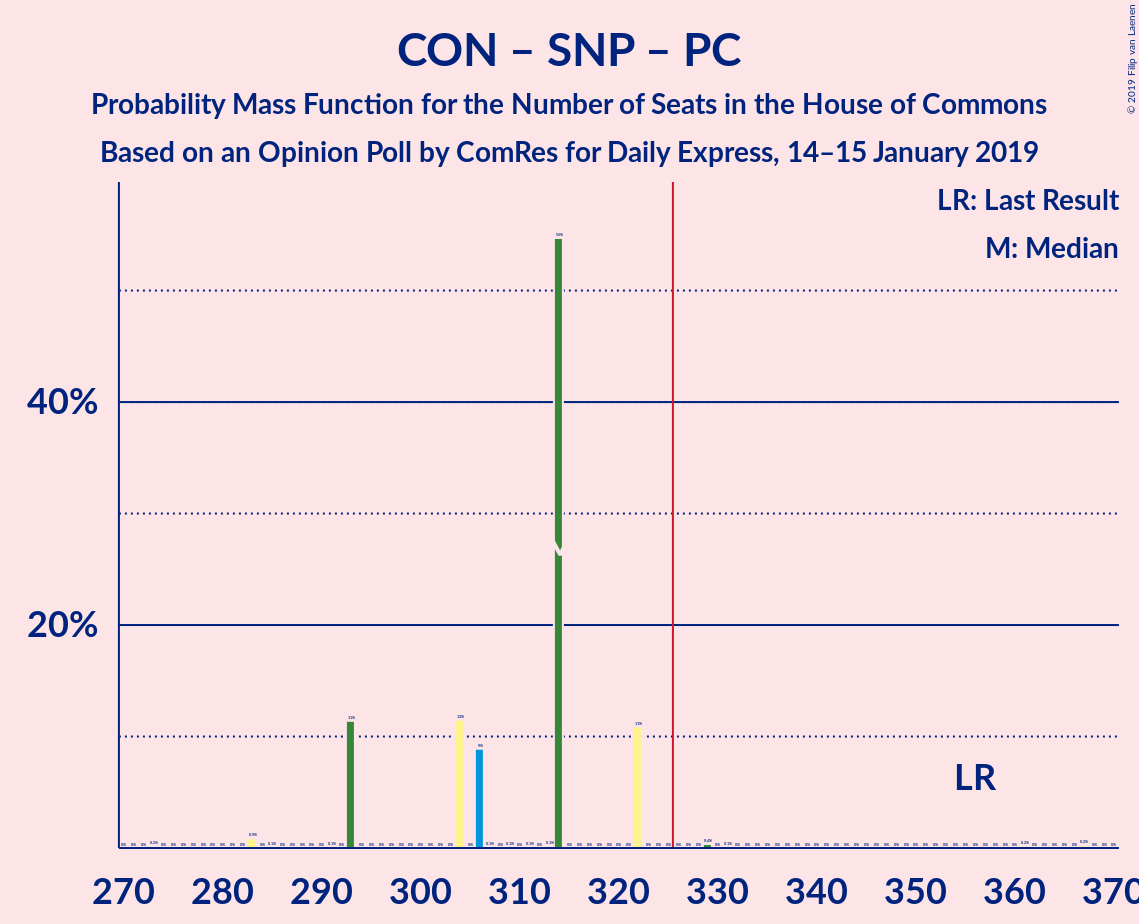 CON – SNP – PC
Probability Mass Function for the Number of Seats in the House of Commons
Based on an Opinion Poll by ComRes for Daily Express, 14–15 January 2019
© 2019 Filip van Laenen
LR: Last Result
M: Median
40%
20%
LR
M
270 280 290 300 310 320 330 340 350 360 370